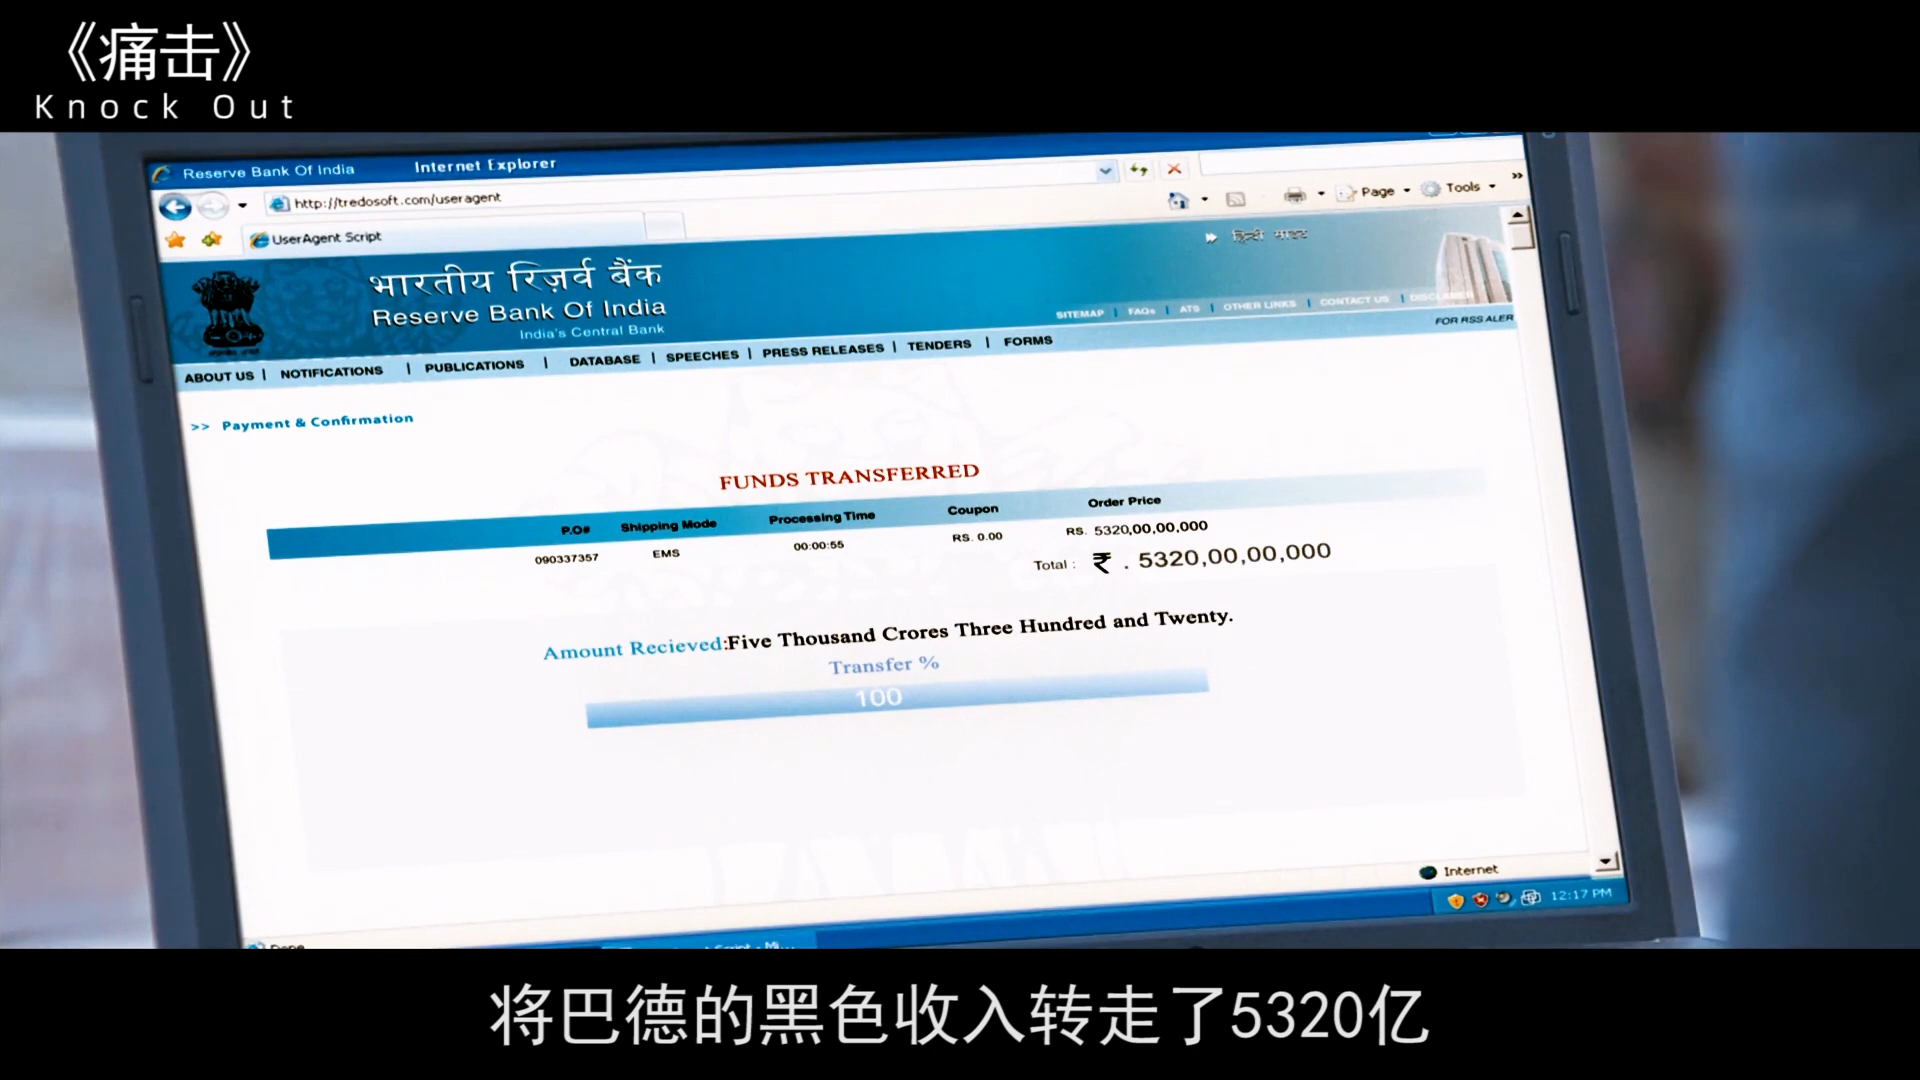 《痛击》
Knock Out
Reserve Bank Of India Internet Explorer
http://tredosoft.com/useragent
Page Tools
UserAgent Script
भारतीय रिज़र्व बैंक
Reserve Bank Of India
India's Central Bank
हिन्दी साइट
SITEMAP | FAQs | ATS | OTHER LINKS | CONTACT US | DISCLAIMER
FOR RSS ALER
ABOUT US | NOTIFICATIONS | PUBLICATIONS | DATABASE | SPEECHES | PRESS RELEASES | TENDERS | FORMS
>> Payment & Confirmation
FUNDS TRANSFERRED
P.O# Shipping Mode Processing Time Coupon Order Price
090337357 EMS 00:00:55 RS. 0.00 RS. 5320,00,00,000
Total : ₹ . 5320,00,00,000
Amount Recieved:Five Thousand Crores Three Hundred and Twenty.
Transfer %
100
Internet
12:17 PM
Done
将巴德的黑色收入转走了5320亿